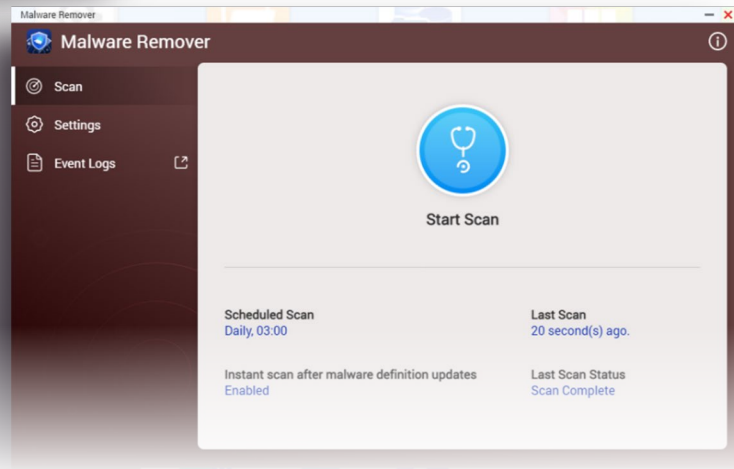 Malware Remover
Malware Remover
Scan
Settings
Event Logs
Start Scan
Scheduled Scan
Daily, 03:00
Last Scan
20 second(s) ago.
Instant scan after malware definition updates
Enabled
Last Scan Status
Scan Complete